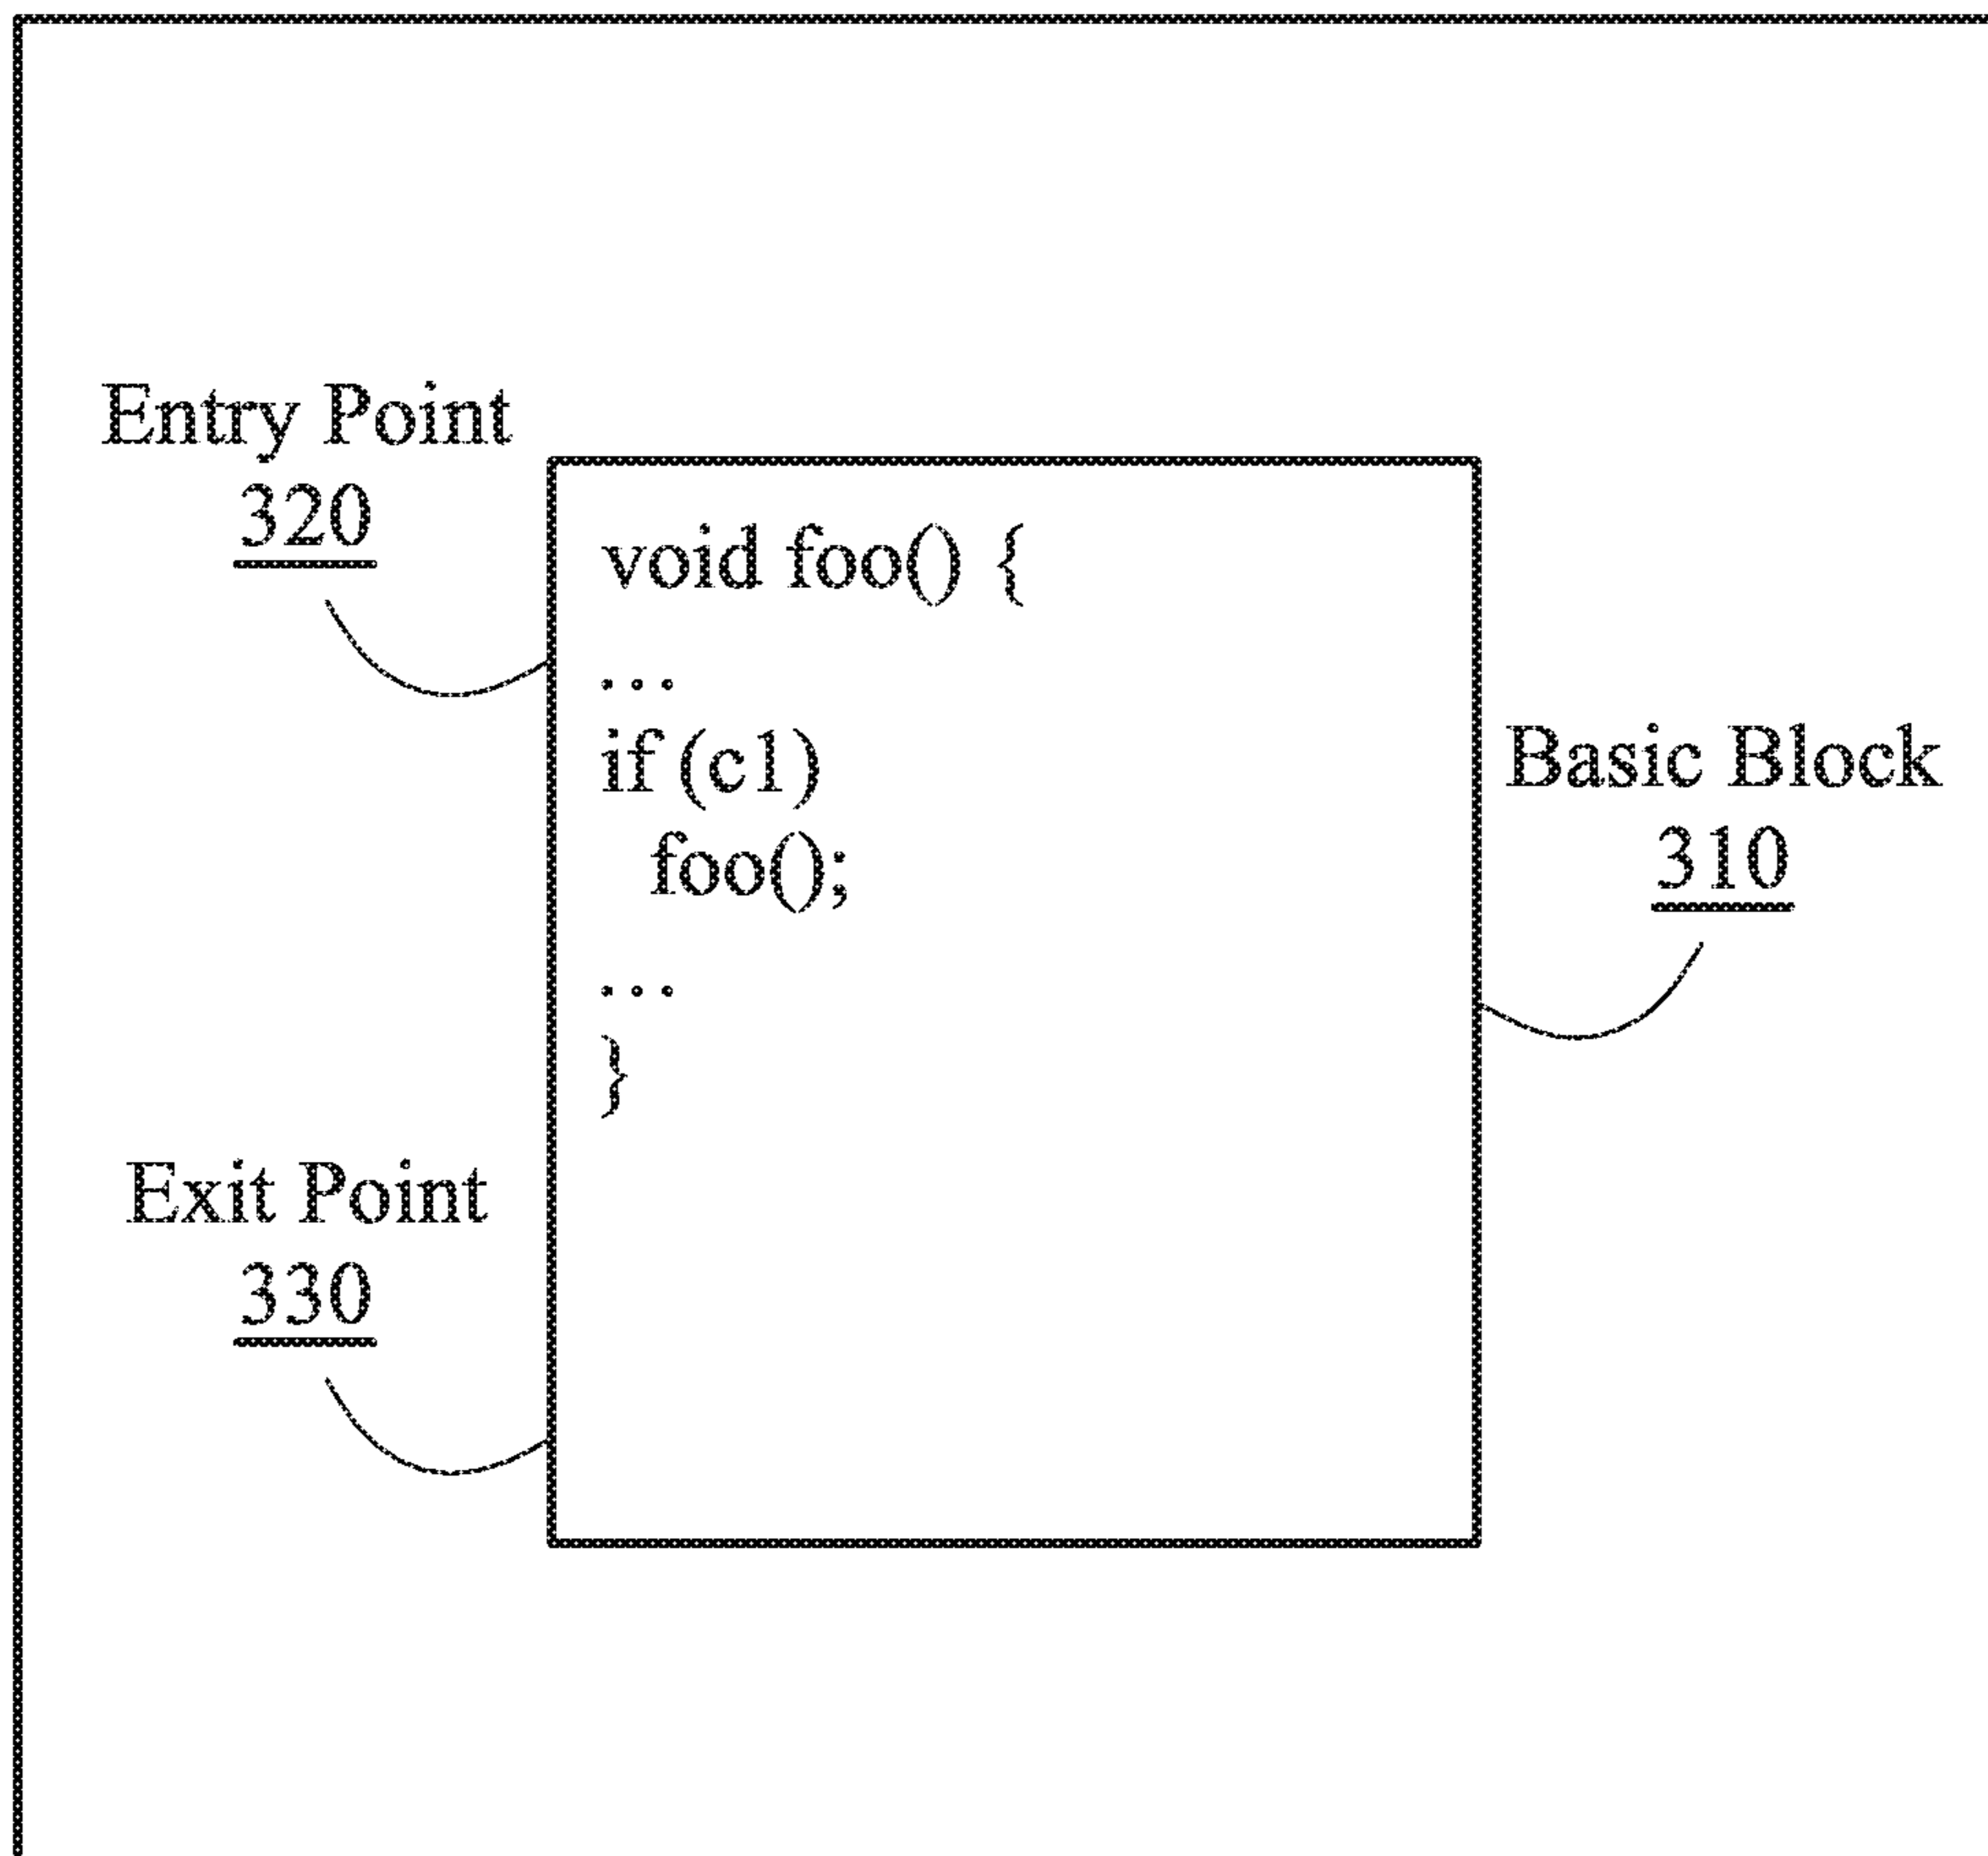 Entry Point
320
void foo() {
...
if (c1)
foo();
...
}
Basic Block
310
Exit Point
330